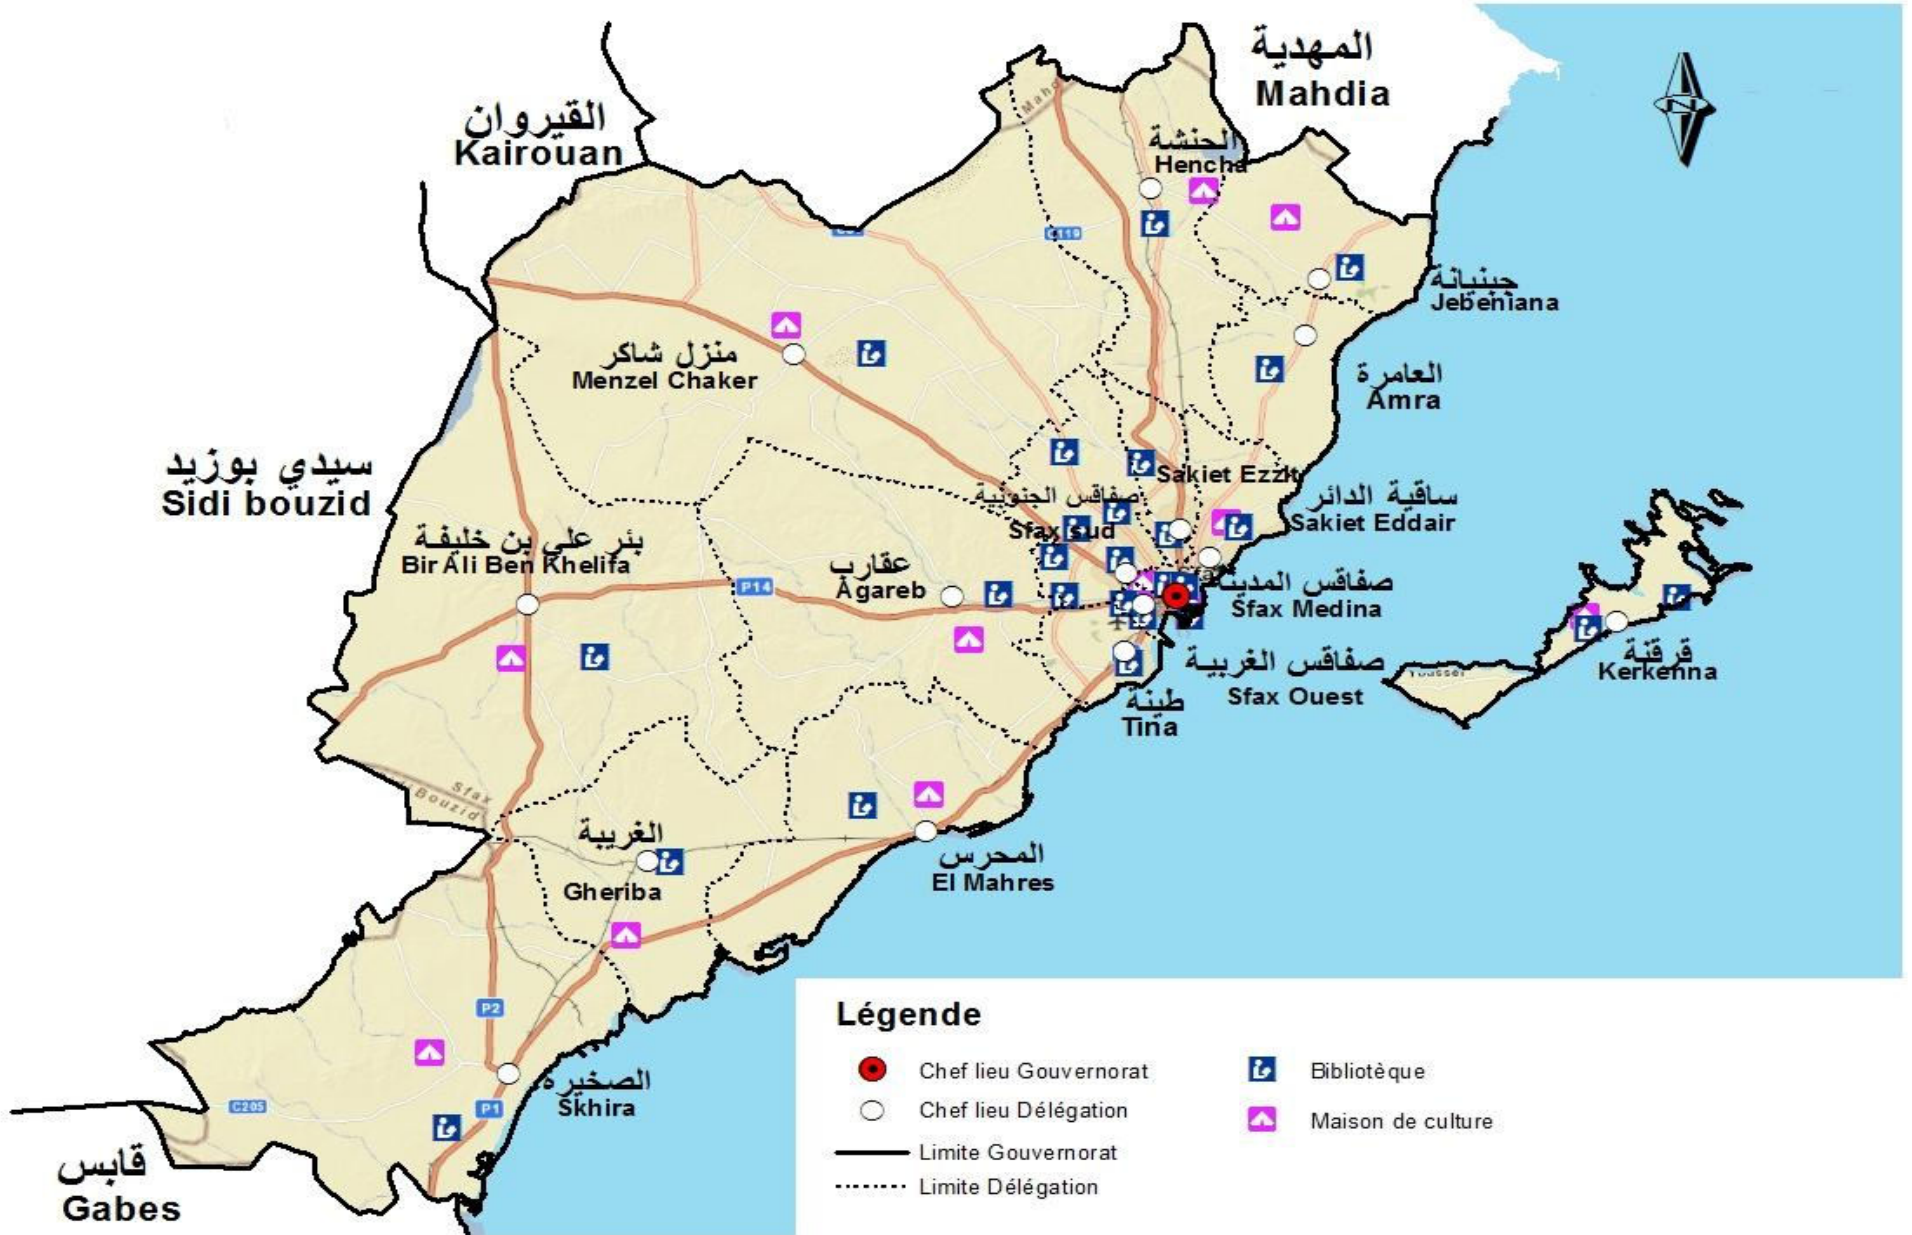 المهدية
Mahdia
القيروان
Kairouan
الحنشة
Hencha
C119
جبنيانة
Jebeniana
منزل شاكر
Menzel Chaker
العامرة
Amra
سيدي بوزيد
Sidi bouzid
Sakiet Ezzit
صفاقس الجنوبية
Sfax sud
ساقية الدائر
Sakiet Eddair
بئر علي بن خليفة
Bir Ali Ben Khelifa
P14
عقارب
Agareb
صفاقس المدينة
Sfax Medina
صفاقس الغربية
Sfax Ouest
قرقنة
Kerkenna
طينة
Tina
Sfax
Bouzid
الغريبة
Gheriba
المحرس
El Mahres
P2
الصخيرة
Skhira
C205
P1
قابس
Gabes
N
Légende
Chef lieu Gouvernorat
Chef lieu Délégation
Limite Gouvernorat
Limite Délégation
Bibliotèque
Maison de culture